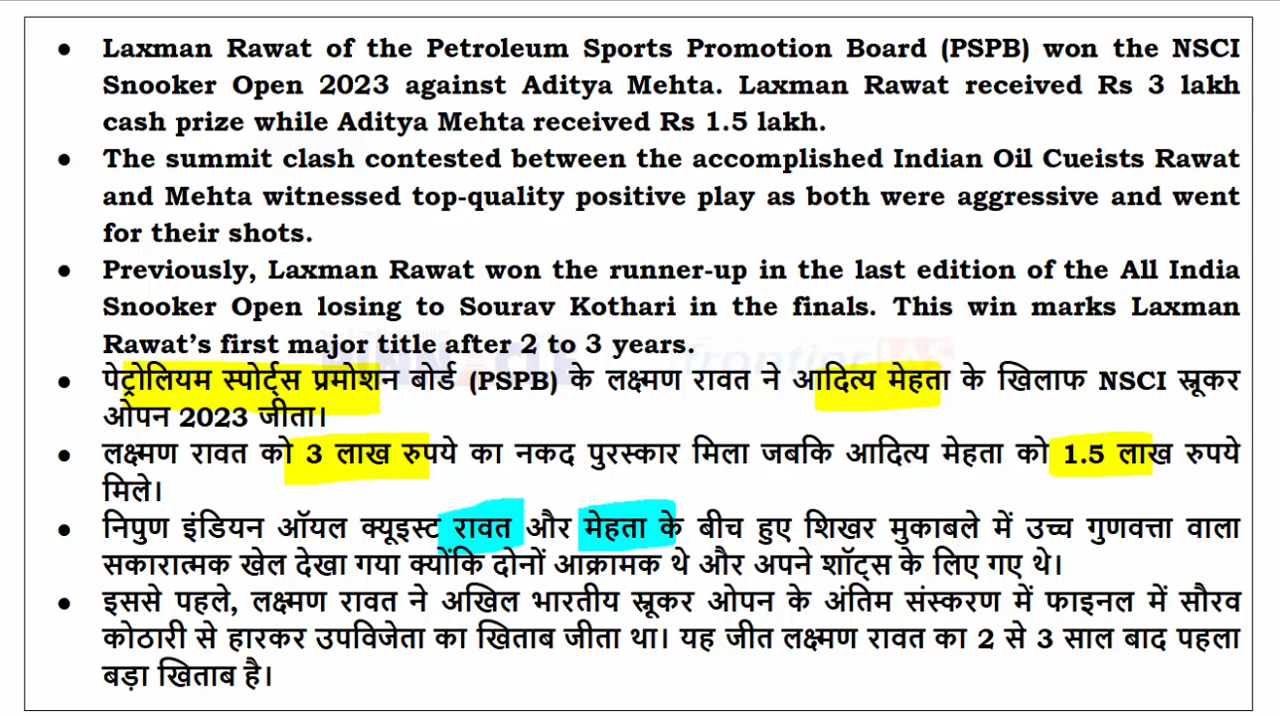 ● Laxman Rawat of the Petroleum Sports Promotion Board (PSPB) won the NSCI
Snooker Open 2023 against Aditya Mehta. Laxman Rawat received Rs 3 lakh
cash prize while Aditya Mehta received Rs 1.5 lakh.
● The summit clash contested between the accomplished Indian Oil Cueists Rawat
and Mehta witnessed top-quality positive play as both were aggressive and went
for their shots.
● Previously, Laxman Rawat won the runner-up in the last edition of the All India
Snooker Open losing to Sourav Kothari in the finals. This win marks Laxman
Rawat's first major title after 2 to 3 years.
● पेट्रोलियम स्पोर्ट्स प्रमोशन बोर्ड (PSPB) के लक्ष्मण रावत ने आदित्य मेहता के खिलाफ NSCI स्नूकर
ओपन 2023 जीता।
● लक्ष्मण रावत को 3 लाख रुपये का नकद पुरस्कार मिला जबकि आदित्य मेहता को 1.5 लाख रुपये
मिले।
● निपुण इंडियन ऑयल क्यूइस्ट रावत और मेहता के बीच हुए शिखर मुकाबले में उच्च गुणवत्ता वाला
सकारात्मक खेल देखा गया क्योंकि दोनों आक्रामक थे और अपने शॉट्स के लिए गए थे।
● इससे पहले, लक्ष्मण रावत ने अखिल भारतीय स्नूकर ओपन के अंतिम संस्करण में फाइनल में सौरव
कोठारी से हारकर उपविजेता का खिताब जीता था। यह जीत लक्ष्मण रावत का 2 से 3 साल बाद पहला
बड़ा खिताब है।